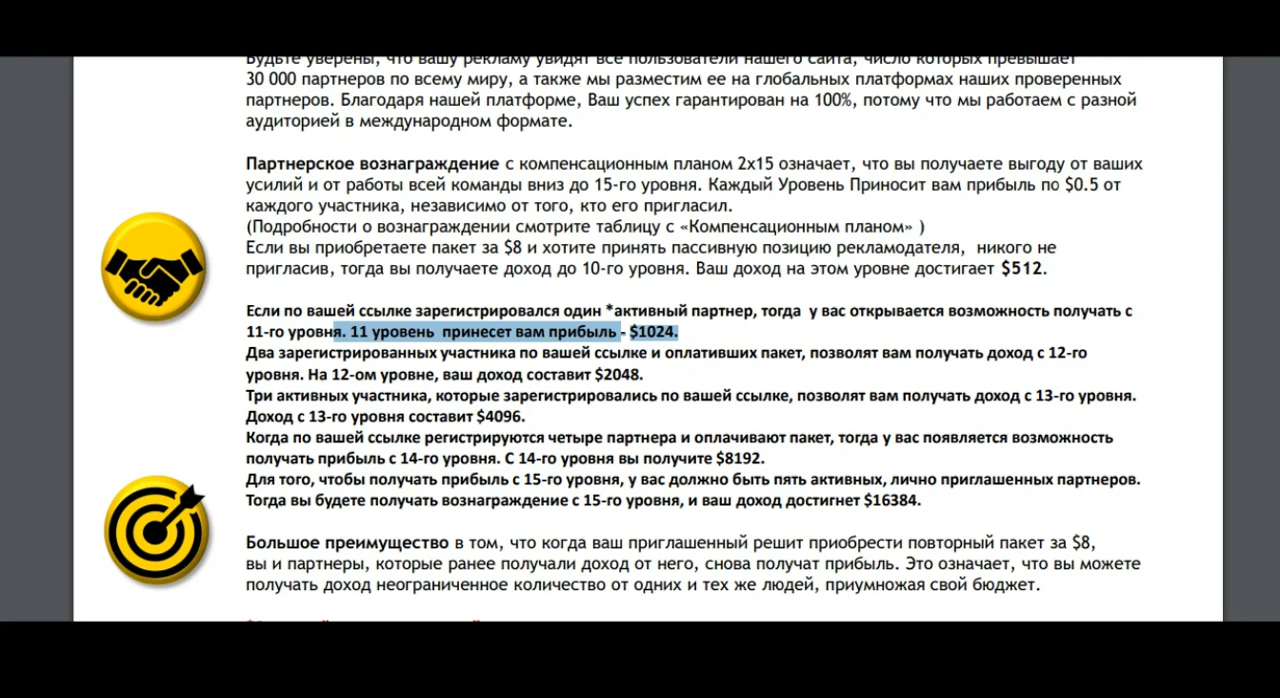 Будьте уверены, что вашу рекламу увидят все пользователи нашего сайта, число которых превышает
30 000 партнеров по всему миру, а также мы разместим ее на глобальных платформах наших проверенных
партнеров. Благодаря нашей платформе, Ваш успех гарантирован на 100%, потому что мы работаем с разной
аудиторией в международном формате.
Партнерское вознаграждение с компенсационным планом 2x15 означает, что вы получаете выгоду от ваших
усилий и от работы всей команды вниз до 15-го уровня. Каждый Уровень Приносит вам прибыль по $0.5 от
каждого участника, независимо от того, кто его пригласил.
(Подробности о вознаграждении смотрите таблицу с «Компенсационным планом» )
Если вы приобретаете пакет за $8 и хотите принять пассивную позицию рекламодателя, никого не
пригласив, тогда вы получаете доход до 10-го уровня. Ваш доход на этом уровне достигает $512.
Если по вашей ссылке зарегистрировался один *активный партнер, тогда у вас открывается возможность получать с
11-го уровня. 11 уровень принесет вам прибыль - $1024.
Два зарегистрированных участника по вашей ссылке и оплативших пакет, позволят вам получать доход с 12-го
уровня. На 12-ом уровне, ваш доход составит $2048.
Три активных участника, которые зарегистрировались по вашей ссылке, позволят вам получать доход с 13-го уровня.
Доход с 13-го уровня составит $4096.
Когда по вашей ссылке регистрируются четыре партнера и оплачивают пакет, тогда у вас появляется возможность
получать прибыль с 14-го уровня. С 14-го уровня вы получите $8192.
Для того, чтобы получать прибыль с 15-го уровня, у вас должно быть пять активных, лично приглашенных партнеров.
Тогда вы будете получать вознаграждение с 15-го уровня, и ваш доход достигнет $16384.
Большое преимущество в том, что когда ваш приглашенный решит приобрести повторный пакет за $8,
вы и партнеры, которые ранее получали доход от него, снова получат прибыль. Это означает, что вы можете
получать доход неограниченное количество от одних и тех же людей, приумножая свой бюджет.